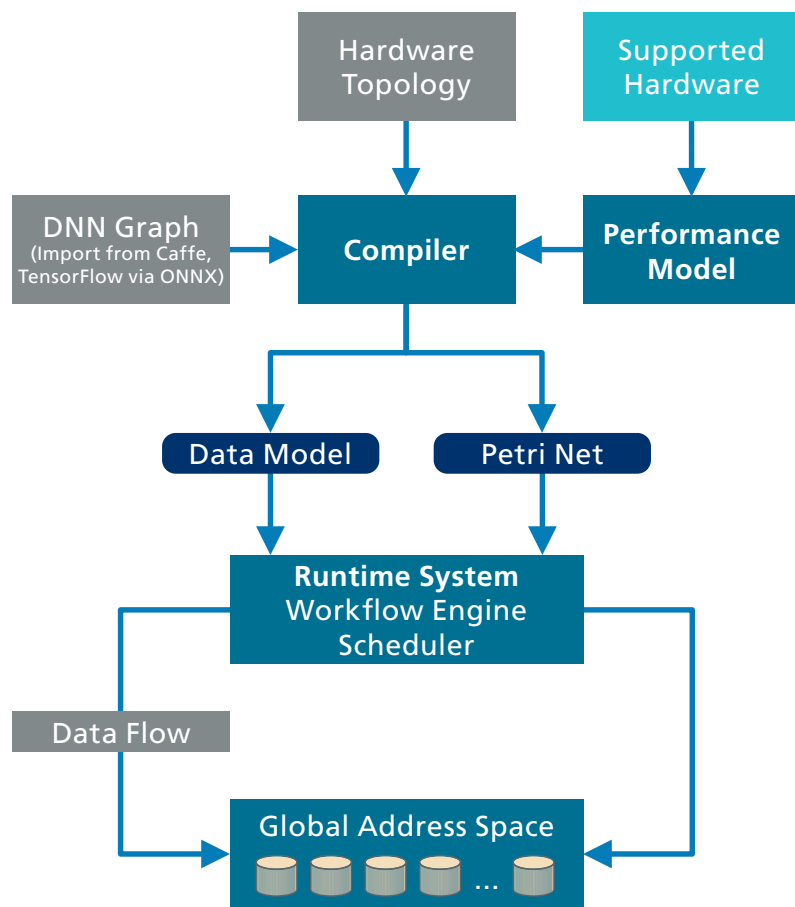 Hardware
Topology
Supported
Hardware
DNN Graph
(Import from Caffe,
TensorFlow via ONNX)
Compiler
Performance
Model
Data Model
Petri Net
Runtime System
Workflow Engine
Scheduler
Data Flow
Global Address Space
...